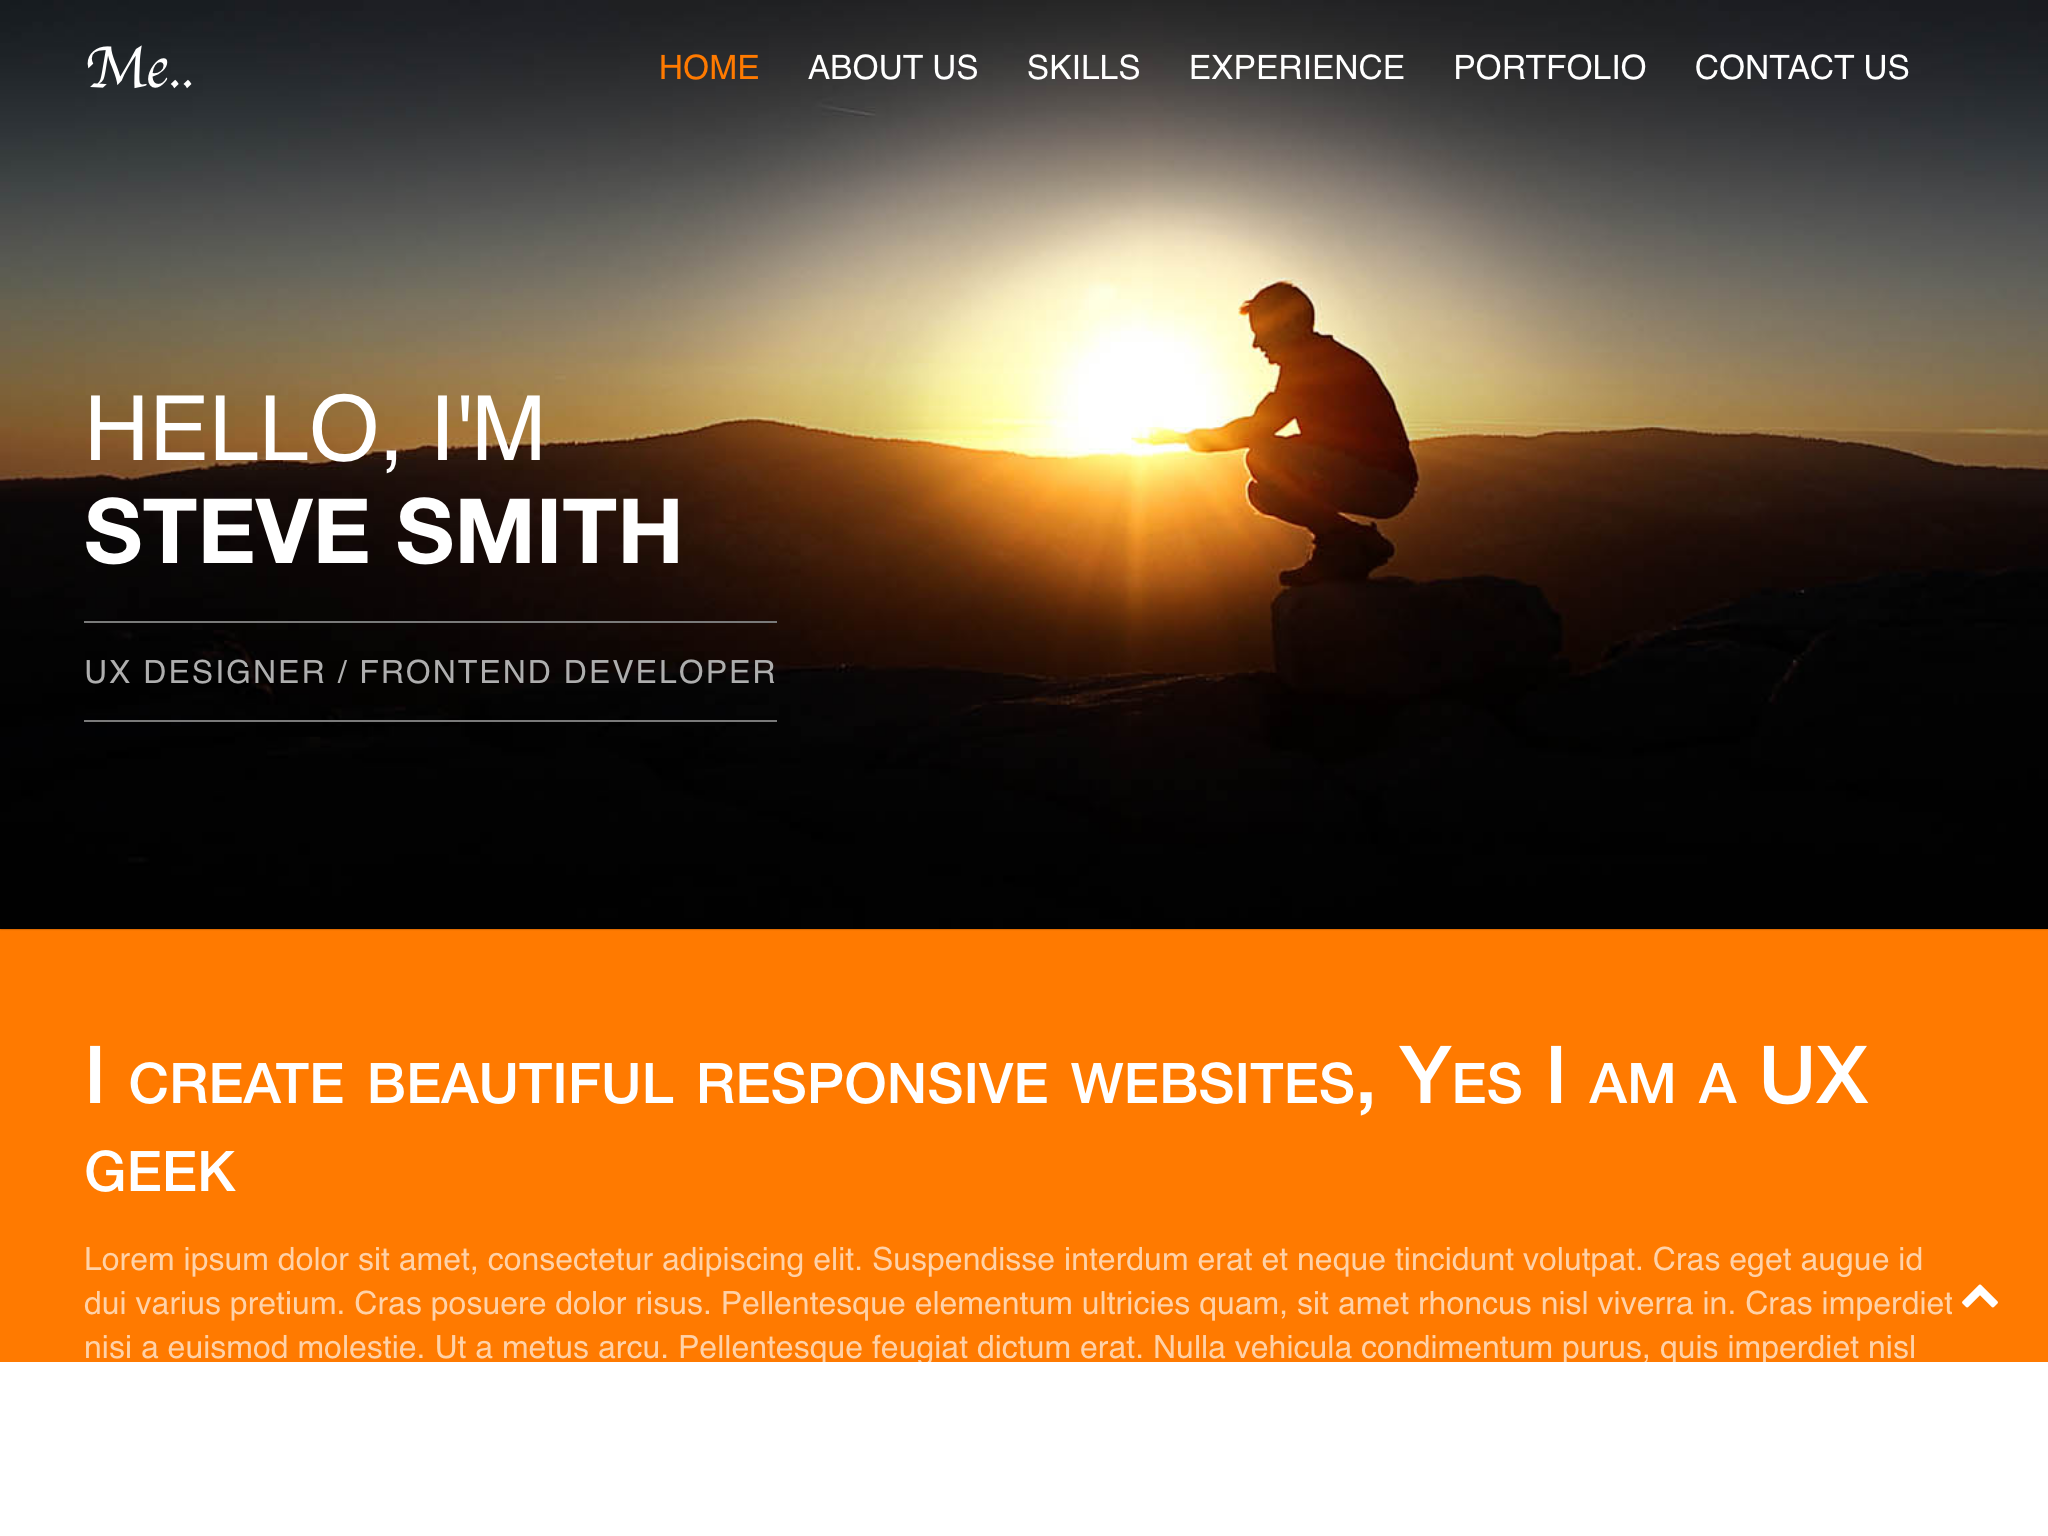 Me..
HOME ABOUT US SKILLS EXPERIENCE PORTFOLIO CONTACT US
HELLO, I'M
STEVE SMITH
UX DESIGNER / FRONTEND DEVELOPER
I create beautiful responsive websites, Yes I am a UX
geek
Lorem ipsum dolor sit amet, consectetur adipiscing elit. Suspendisse interdum erat et neque tincidunt volutpat. Cras eget augue id
dui varius pretium. Cras posuere dolor risus. Pellentesque elementum ultricies quam, sit amet rhoncus nisl viverra in. Cras imperdiet
nisi a euismod molestie. Ut a metus arcu. Pellentesque feugiat dictum erat. Nulla vehicula condimentum purus, quis imperdiet nisl